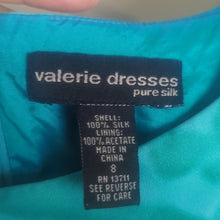 valerie dresses
pure silk
SHELL:
100% SILK
LINING:
100% ACETATE
MADE IN
CHINA
8
RN 13711
SEE REVERSE
FOR CARE